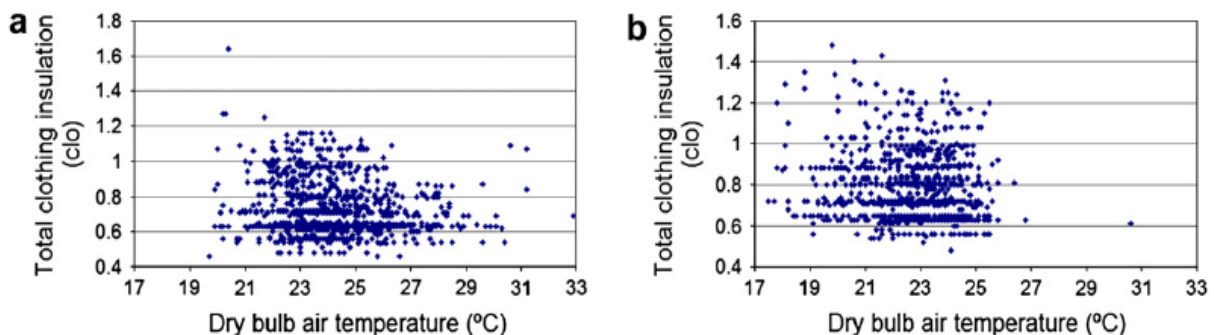 a
Total clothing insulation
(clo)
1.8
1.6
1.4
1.2
1
0.8
0.6
0.4
17 19 21 23 25 27 29 31 33
Dry bulb air temperature (ºC)
b
Total clothing insulation
(clo)
1.6
1.4
1.2
1
0.8
0.6
0.4
17 19 21 23 25 27 29 31 33
Dry bulb air temperature (ºC)